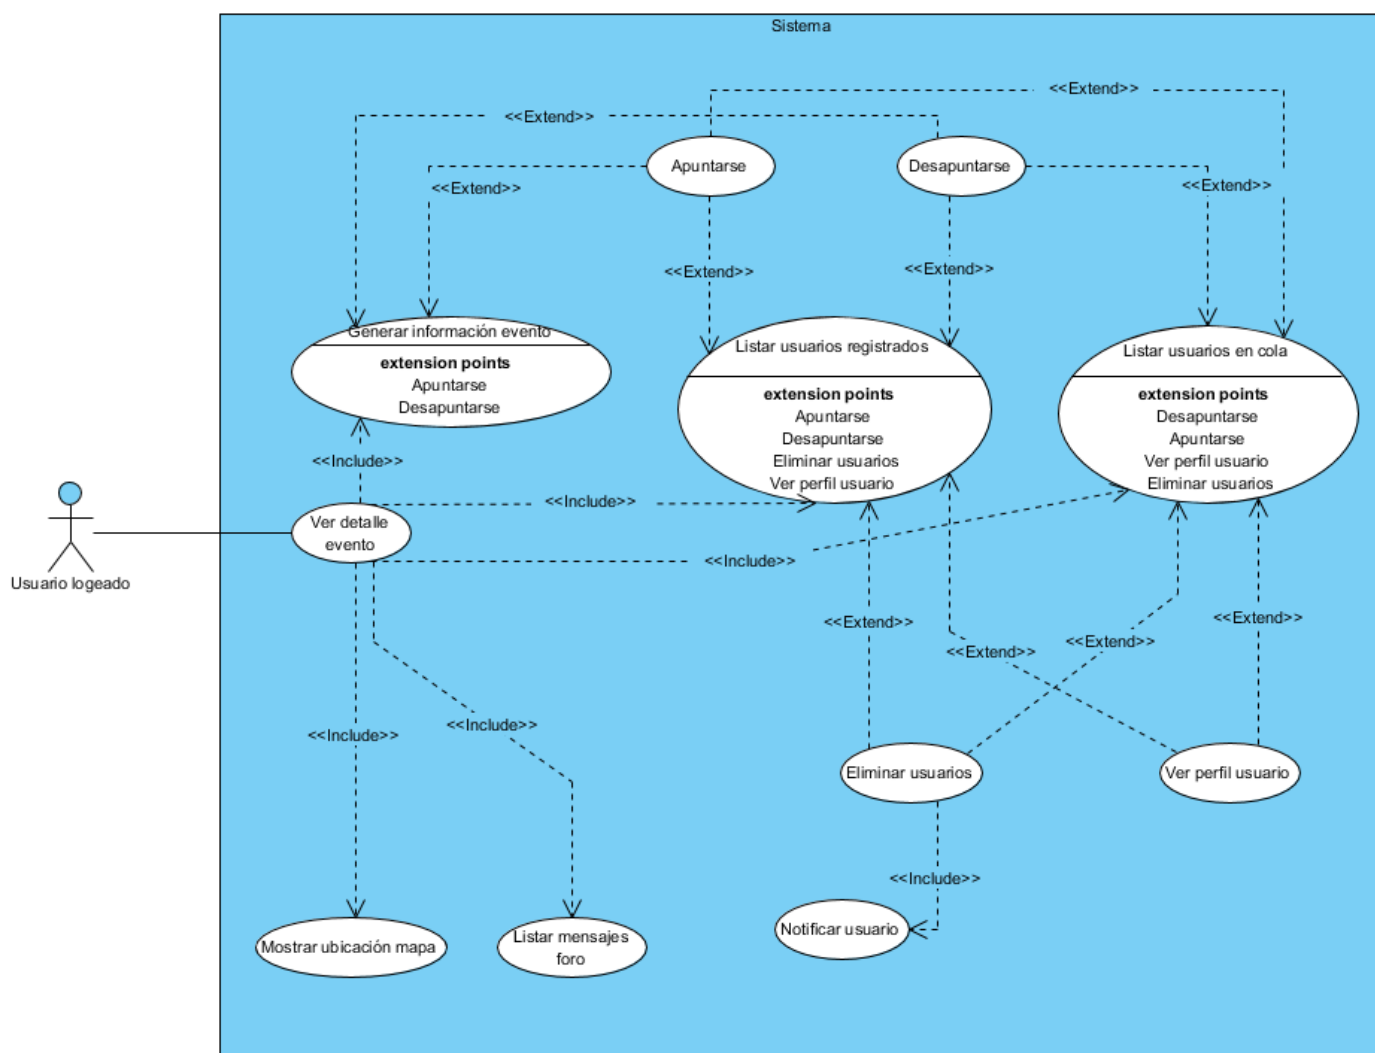 Sistema
<<Extend>>
<<Extend>>
Apuntarse
Desapuntarse
<<Extend>>
<<Extend>>
<<Extend>>
<<Extend>>
Generar información evento
extension points
Apuntarse
Desapuntarse
Listar usuarios registrados
extension points
Apuntarse
Desapuntarse
Eliminar usuarios
Ver perfil usuario
Listar usuarios en cola
extension points
Desapuntarse
Apuntarse
Ver perfil usuario
Eliminar usuarios
<<Include>>
<<Include>>
Ver detalle
evento
<<Include>>
Usuario logeado
<<Extend>>
<<Extend>>
<<Extend>>
<<Extend>>
<<Include>>
<<Include>>
Eliminar usuarios
Ver perfil usuario
<<Include>>
Mostrar ubicación mapa
Listar mensajes
foro
Notificar usuario